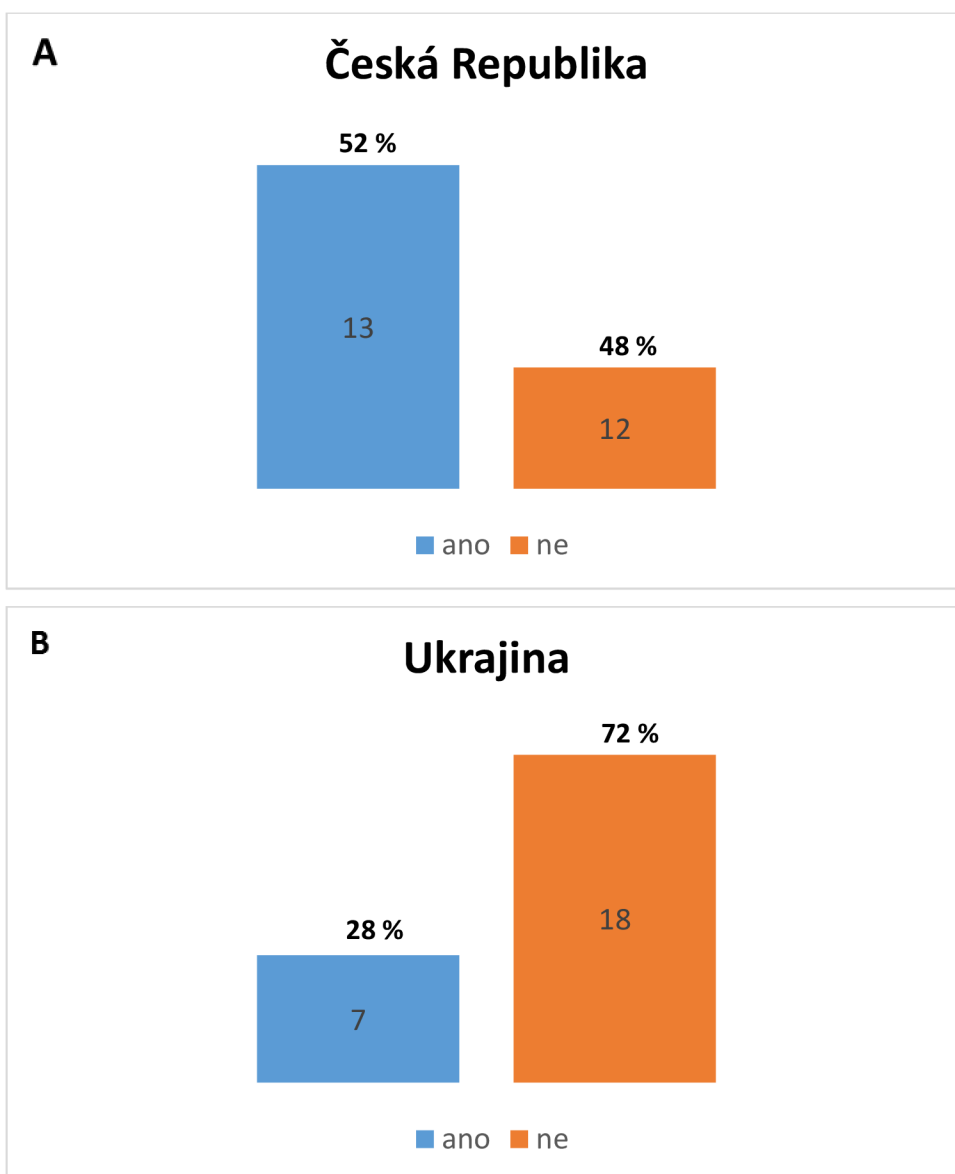 A
Česká Republika
52 %
13
48 %
12
ano ne
B
Ukrajina
72 %
28 %
18
7
ano ne